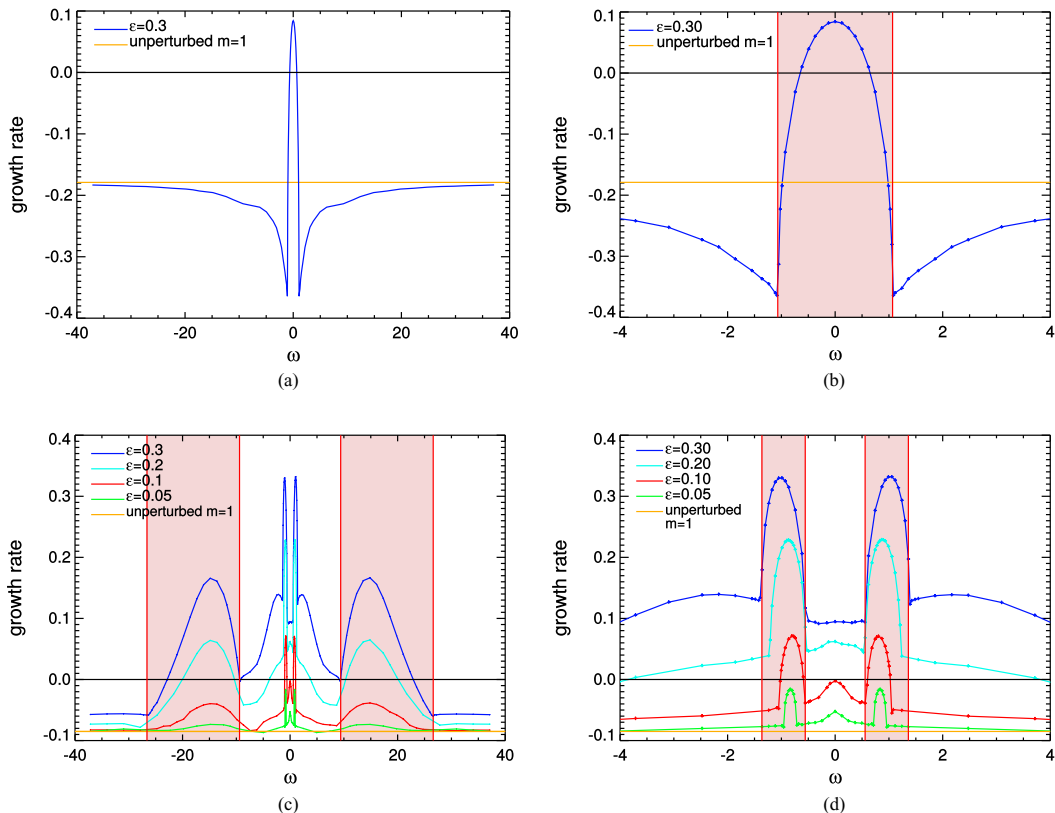 ε=0.3
unperturbed m=1
growth rate
0.1
0.0
-0.1
-0.2
-0.3
-0.4
-40 -20 0 20 40
ω
(a)
ε=0.30
unperturbed m=1
growth rate
0.1
0.0
-0.1
-0.2
-0.3
-0.4
-4 -2 0 2 4
ω
(b)
ε=0.3
ε=0.2
ε=0.1
ε=0.05
unperturbed m=1
growth rate
0.4
0.3
0.2
0.1
0.0
-0.1
-40 -20 0 20 40
ω
(c)
ε=0.30
ε=0.20
ε=0.10
ε=0.05
unperturbed
m=1
growth rate
0.4
0.3
0.2
0.1
0.0
-0.1
-4 -2 0 2 4
ω
(d)